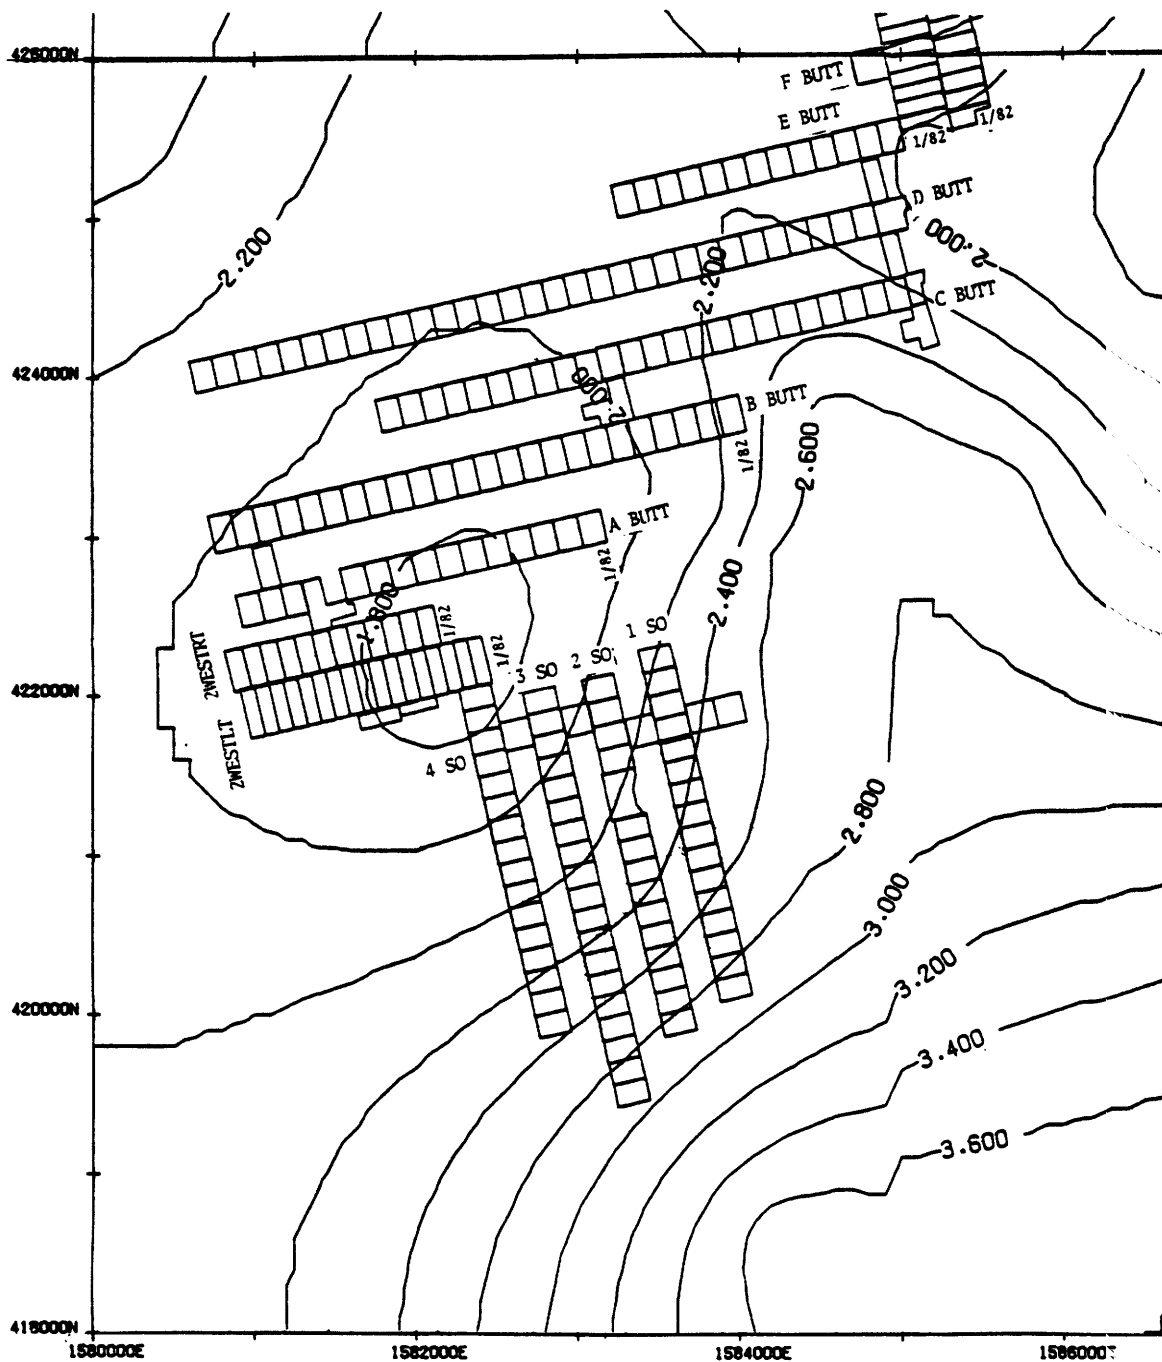 426000N
F BUTT
E BUTT
1/82
1/82
D BUTT
2.200
2.000
2.200
C BUTT
424000N
2.000
B BUTT
2.600
1/82
A BUTT
1/82
2.400
1.800
1/82
1 SO
2 SO
3 SO
1/82
2WESTRT
422000N
2WESTLT
4 SO
2.800
3.000
3.200
420000N
3.400
3.600
418000N
1580000E
1582000E
1584000E